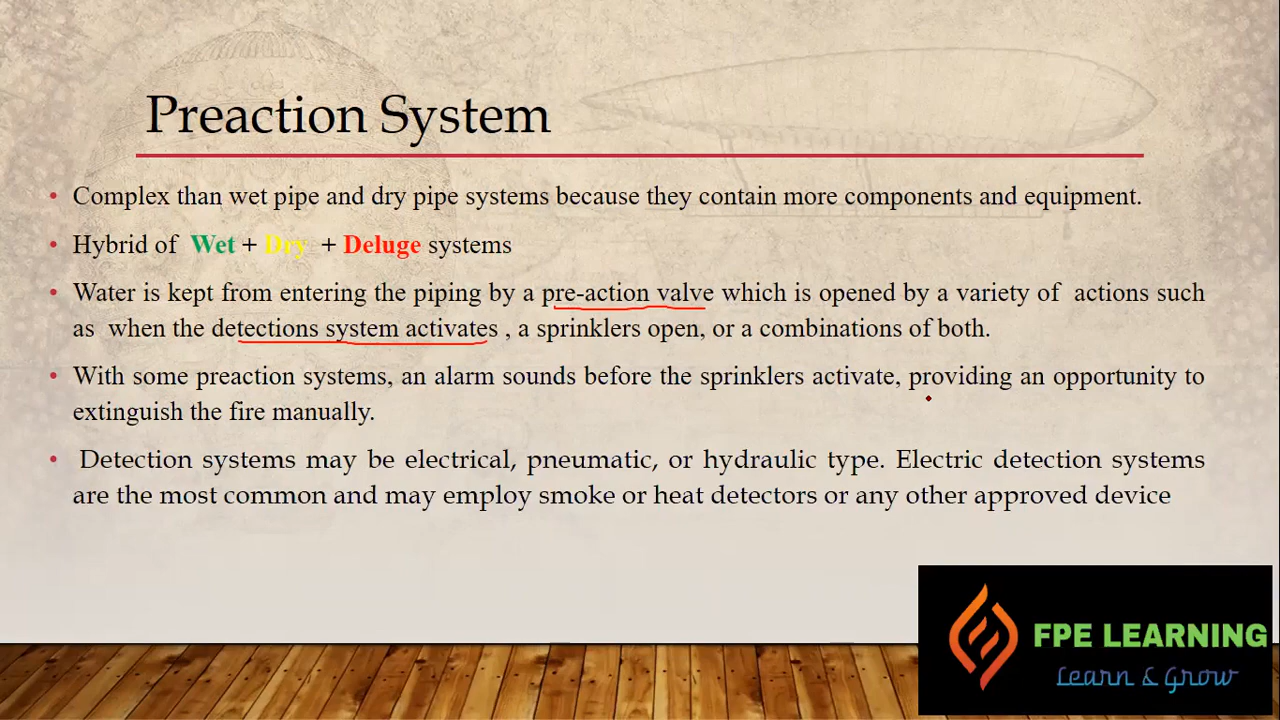 Preaction System
• Complex than wet pipe and dry pipe systems because they contain more components and equipment.
• Hybrid of Wet + Dry + Deluge systems
• Water is kept from entering the piping by a pre-action valve which is opened by a variety of actions such
as when the detections system activates , a sprinklers open, or a combinations of both.
• With some preaction systems, an alarm sounds before the sprinklers activate, providing an opportunity to
extinguish the fire manually.
• Detection systems may be electrical, pneumatic, or hydraulic type. Electric detection systems
are the most common and may employ smoke or heat detectors or any other approved device
FPE LEARNING
Learn & Grow